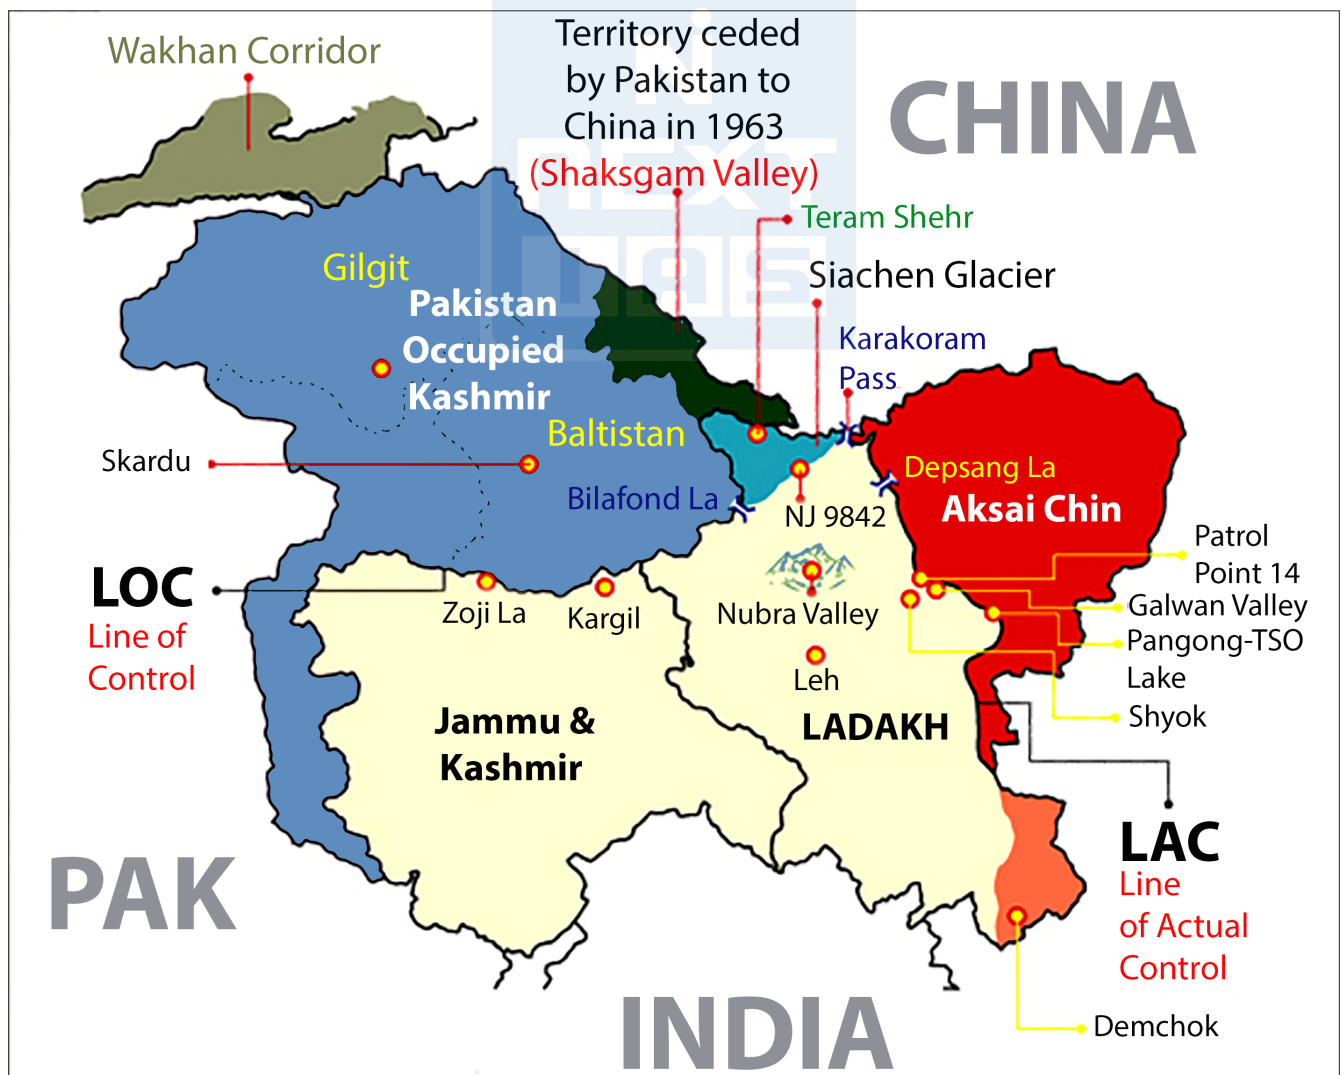 Wakhan Corridor
Territory ceded
by Pakistan to
China in 1963
(Shaksgam Valley)
CHINA
NEXT
IAS
Teram Shehr
Siachen Glacier
Gilgit
Pakistan
Occupied
Kashmir
Karakoram
Pass
Baltistan
Skardu
Depsang La
Bilafond La
Aksai Chin
NJ 9842
Patrol
Point 14
LOC
Line of
Control
Zoji La
Kargil
Nubra Valley
Galwan Valley
Pangong-TSO
Lake
Leh
Shyok
Jammu &
Kashmir
LADAKH
LAC
Line
of Actual
Control
PAK
INDIA
Demchok